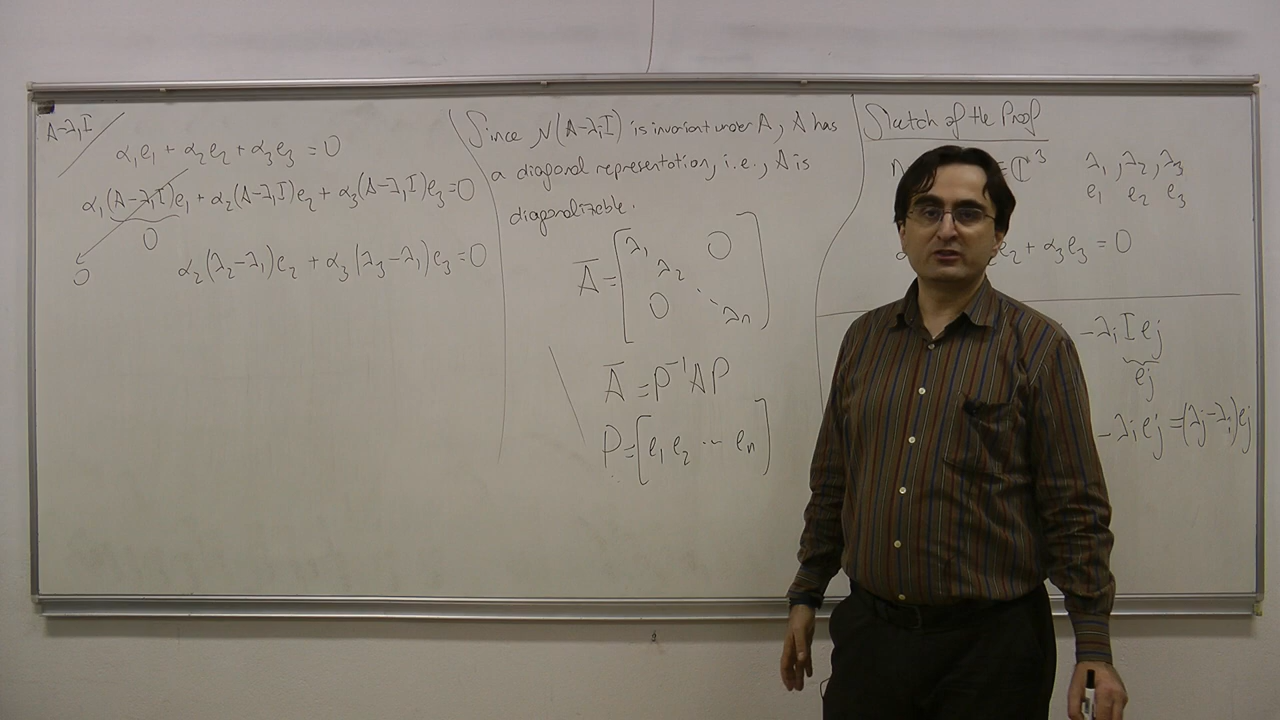 A-λ₁I
α₁e₁ + α₂e₂ + α₃e₃ = 0
α₁(A-λ₁I)e₁ + α₂(A-λ₁I)e₂ + α₃(A-λ₁I)e₃ = 0
0
0
α₂(λ₂-λ₁)e₂ + α₃(λ₃-λ₁)e₃ = 0
Since N(A-λᵢI) is invariant under A, A has
a diagonal representation, i.e., A is
diagonalizable.
Ā = [λ₁ 0
λ₂ ⋱
0 λₙ]
Ā = P⁻¹AP
P = [e₁ e₂ ... eₙ]
Sketch of the Proof
= ℂ³ λ₁, λ₂, λ₃
e₁ e₂ e₃
e₂ + α₃e₃ = 0
-λᵢIeⱼ
eⱼ
-λᵢeⱼ = (λⱼ-λᵢ)eⱼ